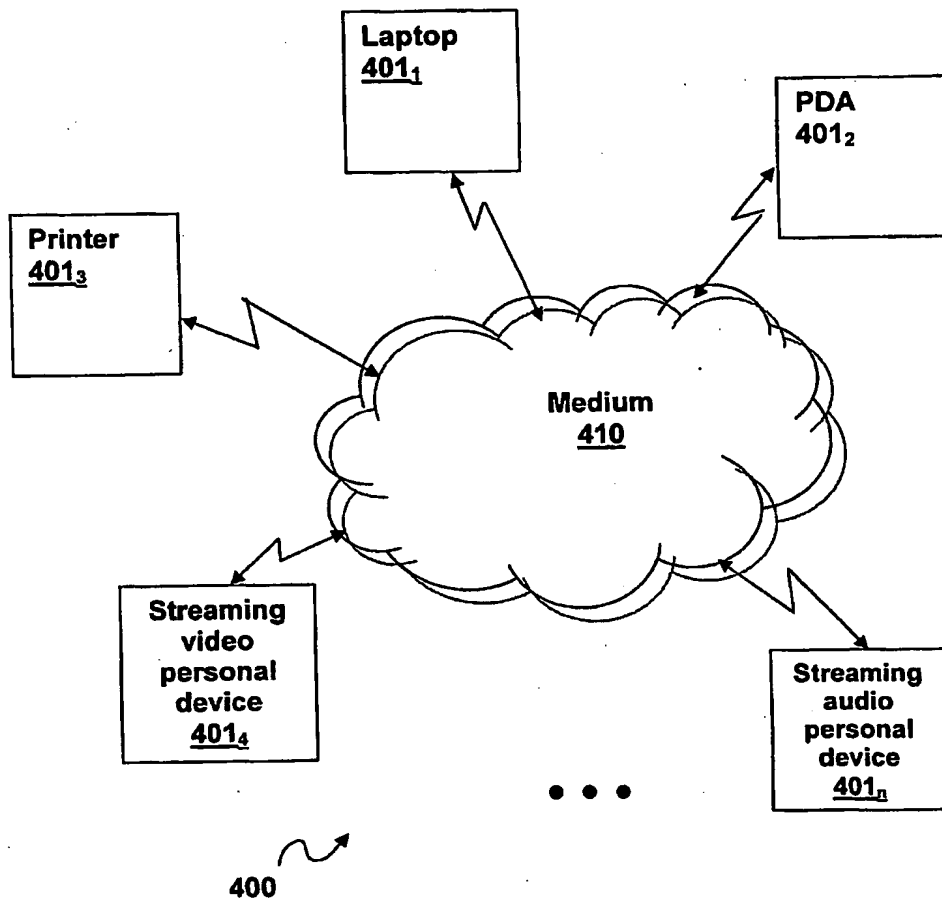 Laptop
401₁
PDA
401₂
Printer
401₃
Medium
410
Streaming
video
personal
device
401₄
Streaming
audio
personal
device
401ₙ
• • •
400